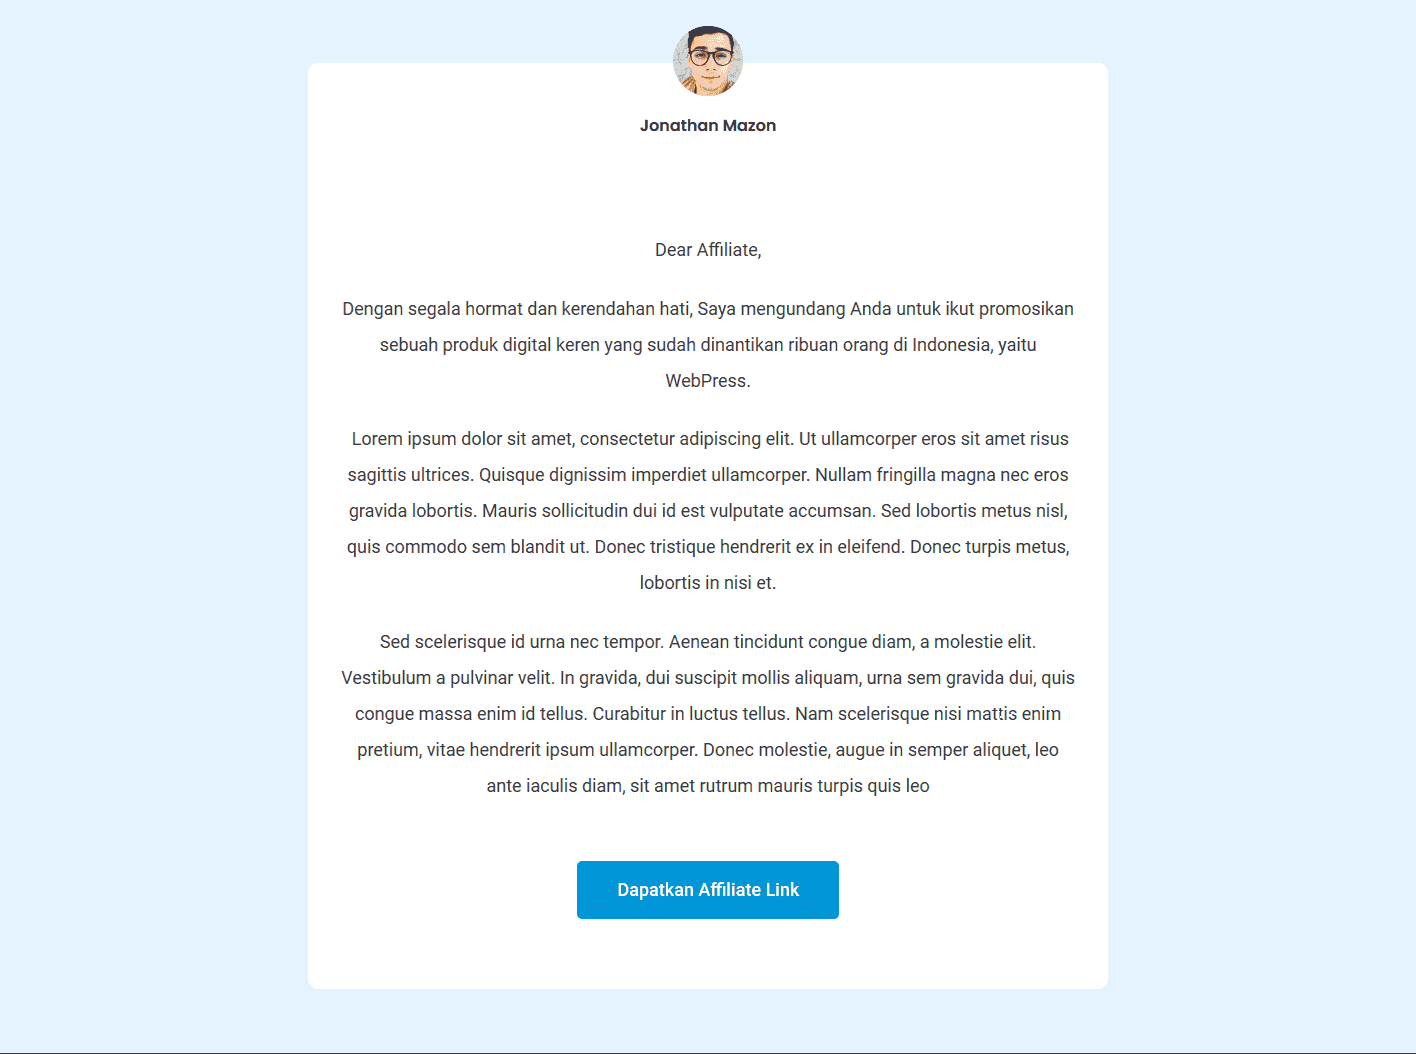 Jonathan Mazon
Dear Affiliate,
Dengan segala hormat dan kerendahan hati, Saya mengundang Anda untuk ikut promosikan
sebuah produk digital keren yang sudah dinantikan ribuan orang di Indonesia, yaitu
WebPress.
Lorem ipsum dolor sit amet, consectetur adipiscing elit. Ut ullamcorper eros sit amet risus
sagittis ultrices. Quisque dignissim imperdiet ullamcorper. Nullam fringilla magna nec eros
gravida lobortis. Mauris sollicitudin dui id est vulputate accumsan. Sed lobortis metus nisl,
quis commodo sem blandit ut. Donec tristique hendrerit ex in eleifend. Donec turpis metus,
lobortis in nisi et.
Sed scelerisque id urna nec tempor. Aenean tincidunt congue diam, a molestie elit.
Vestibulum a pulvinar velit. In gravida, dui suscipit mollis aliquam, urna sem gravida dui, quis
congue massa enim id tellus. Curabitur in luctus tellus. Nam scelerisque nisi mattis enim
pretium, vitae hendrerit ipsum ullamcorper. Donec molestie, augue in semper aliquet, leo
ante iaculis diam, sit amet rutrum mauris turpis quis leo
Dapatkan Affiliate Link